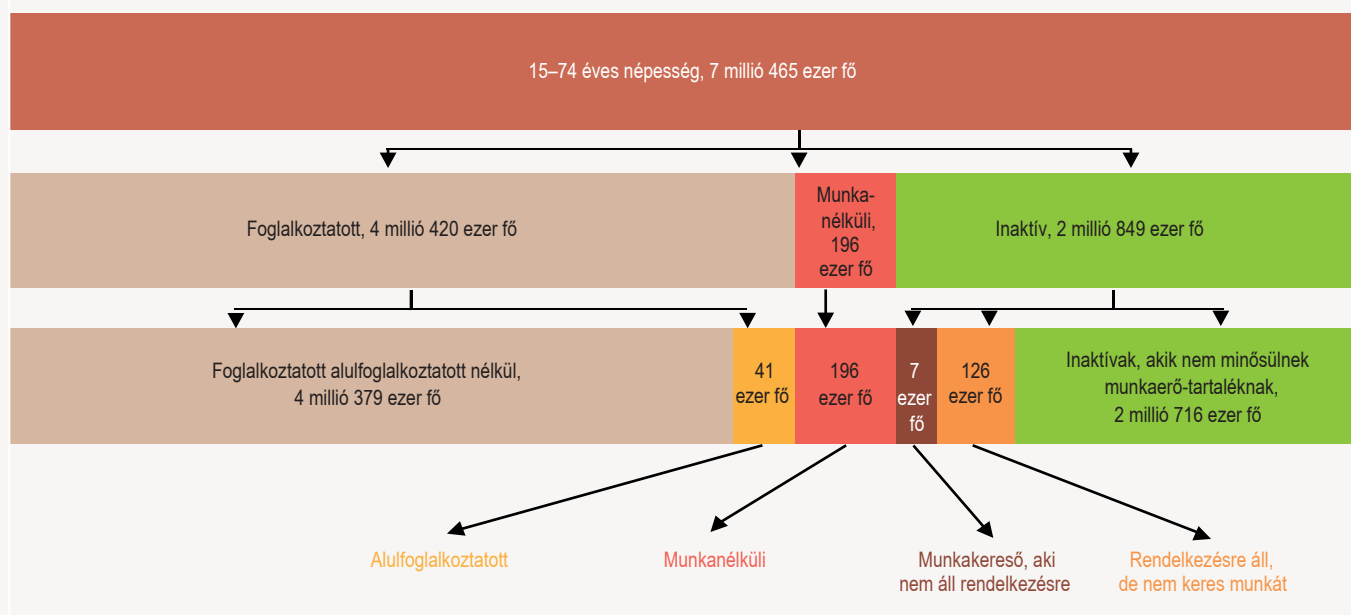 15–74 éves népesség, 7 millió 465 ezer fő
Foglalkoztatott, 4 millió 420 ezer fő
Munka-
nélküli,
196
ezer fő
Inaktív, 2 millió 849 ezer fő
Foglalkoztatott alulfoglalkoztatott nélkül,
4 millió 379 ezer fő
41
ezer fő
196
ezer fő
7
ezer
fő
126
ezer fő
Inaktívak, akik nem minősülnek
munkaerő-tartaléknak,
2 millió 716 ezer fő
Alulfoglalkoztatott
Munkanélküli
Munkakereső, aki
nem áll rendelkezésre
Rendelkezésre áll,
de nem keres munkát